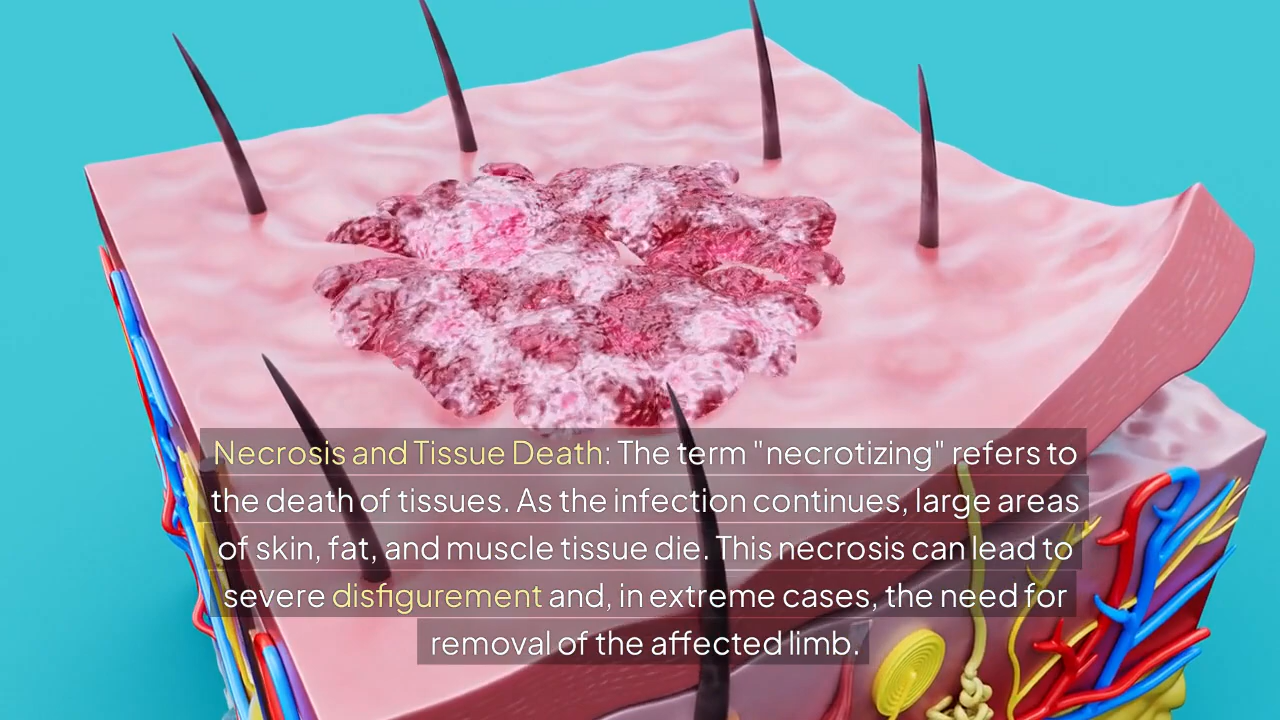 Necrosis and Tissue Death: The term "necrotizing" refers to
the death of tissues. As the infection continues, large areas
of skin, fat, and muscle tissue die. This necrosis can lead to
severe disfigurement and, in extreme cases, the need for
removal of the affected limb.